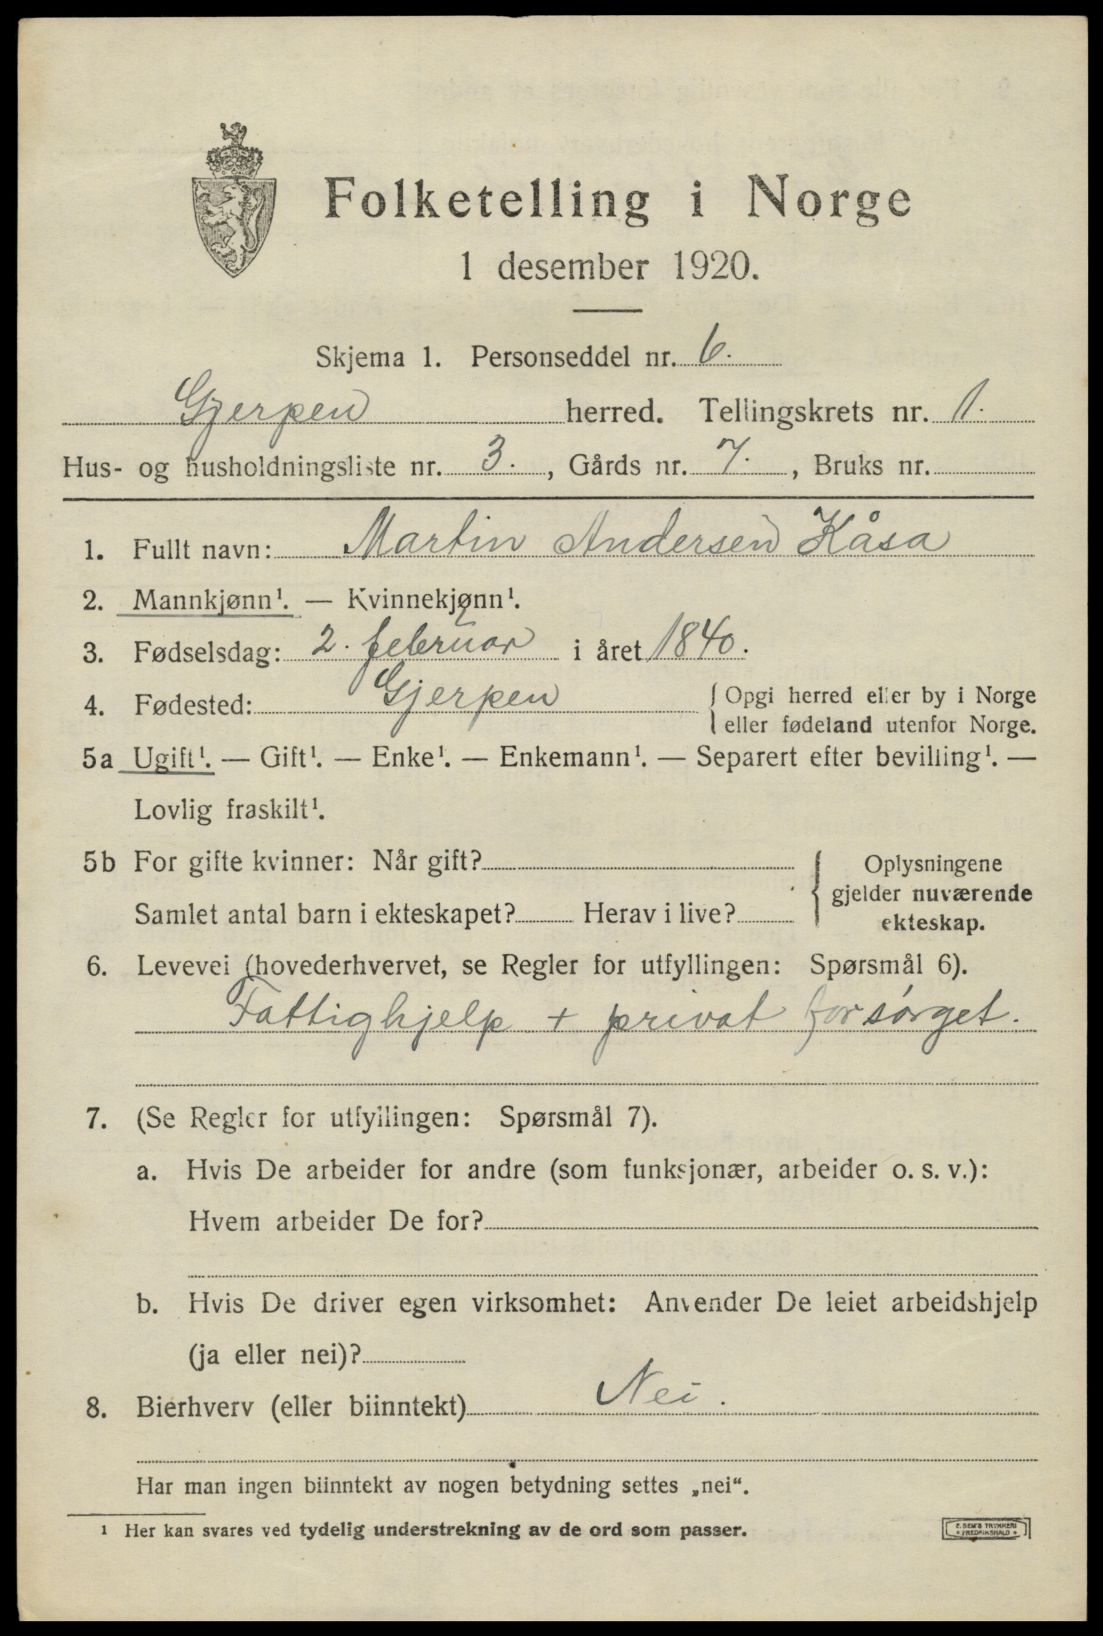 Folketelling i Norge
1 desember 1920.
Skjema 1. Personseddel nr. 6.
Gjerpen herred. Tellingskrets nr. 1.
Hus- og husholdningsliste nr. 3. , Gårds nr. 7. , Bruks nr.
1. Fullt navn: Martin Andersen Kåsa
2. Mannkjønn¹. — Kvinnekjønn¹.
3. Fødselsdag: 2. februar i året 1840.
4. Fødested: Gjerpen { Opgi herred eller by i Norge
eller fødeland utenfor Norge.
5a Ugift¹. — Gift¹. — Enke¹. — Enkemann¹. — Separert efter bevilling¹. —
Lovlig fraskilt¹.
5b For gifte kvinner: Når gift? { Oplysningene
gjelder nuværende
Samlet antal barn i ekteskapet? Herav i live? ekteskap.
6. Levevei (hovederhvervet, se Regler for utfyllingen: Spørsmål 6).
Fattighjelp + privat forsørget.
7. (Se Regler for utfyllingen: Spørsmål 7).
a. Hvis De arbeider for andre (som funksjonær, arbeider o. s. v.):
Hvem arbeider De for?
b. Hvis De driver egen virksomhet: Anvender De leiet arbeidshjelp
(ja eller nei)?
8. Bierhverv (eller biinntekt) Nei.
Har man ingen biinntekt av nogen betydning settes „nei“.
¹ Her kan svares ved tydelig understrekning av de ord som passer.
E. SEM'S TRYKKERI
FREDRIKSHALD